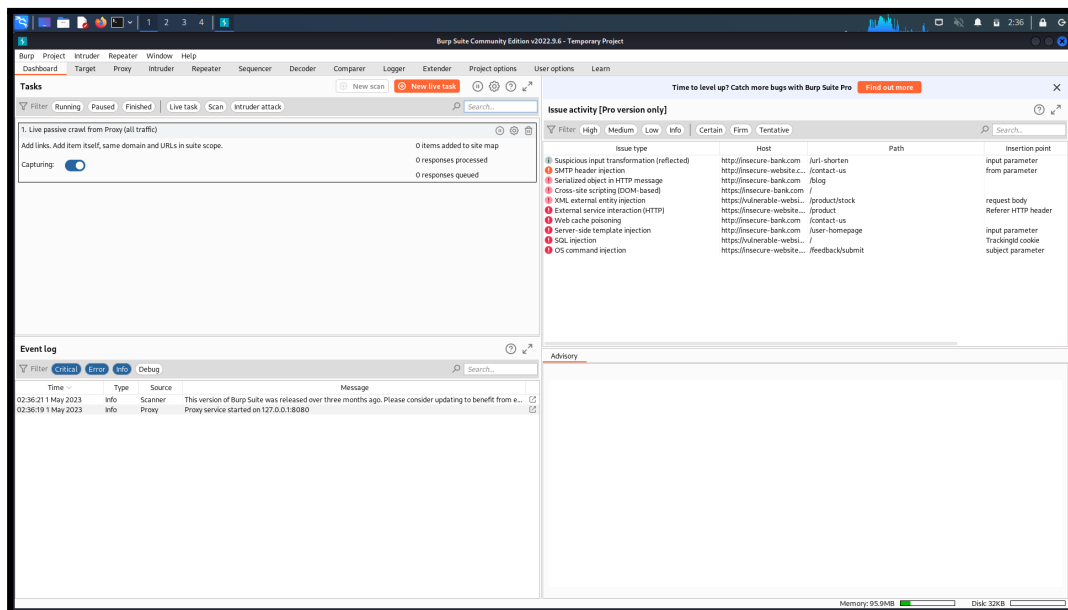 1 2 3 4 2:36
Burp Suite Community Edition v2022.9.6 - Temporary Project
Burp Project Intruder Repeater Window Help
Dashboard Target Proxy Intruder Repeater Sequencer Decoder Comparer Logger Extender Project options User options Learn
Tasks New scan New live task
Filter Running Paused Finished Live task Scan Intruder attack Search...
1. Live passive crawl from Proxy (all traffic)
Add links. Add item itself, same domain and URLs in suite scope. 0 items added to site map
Capturing: 0 responses processed
0 responses queued
Event log
Filter Critical Error Info Debug Search...
Time Type Source Message
02:36:21 1 May 2023 Info Scanner This version of Burp Suite was released over three months ago. Please consider updating to benefit from e...
02:36:19 1 May 2023 Info Proxy Proxy service started on 127.0.0.1:8080
Time to level up? Catch more bugs with Burp Suite Pro Find out more
Issue activity [Pro version only]
Filter High Medium Low Info Certain Firm Tentative Search...
Issue type Host Path Insertion point
Suspicious input transformation (reflected) http://insecure-bank.com /url-shorten input parameter
SMTP header injection http://insecure-website.c... /contact-us from parameter
Serialized object in HTTP message http://insecure-bank.com /blog
Cross-site scripting (DOM-based) https://insecure-bank.com /
XML external entity injection https://vulnerable-websi... /product/stock request body
External service interaction (HTTP) https://insecure-website.... /product Referer HTTP header
Web cache poisoning http://insecure-bank.com /contact-us
Server-side template injection http://insecure-bank.com /user-homepage input parameter
SQL injection https://vulnerable-websi... / TrackingId cookie
OS command injection https://insecure-website.... /feedback/submit subject parameter
Advisory
Memory: 95.9MB Disk: 32KB